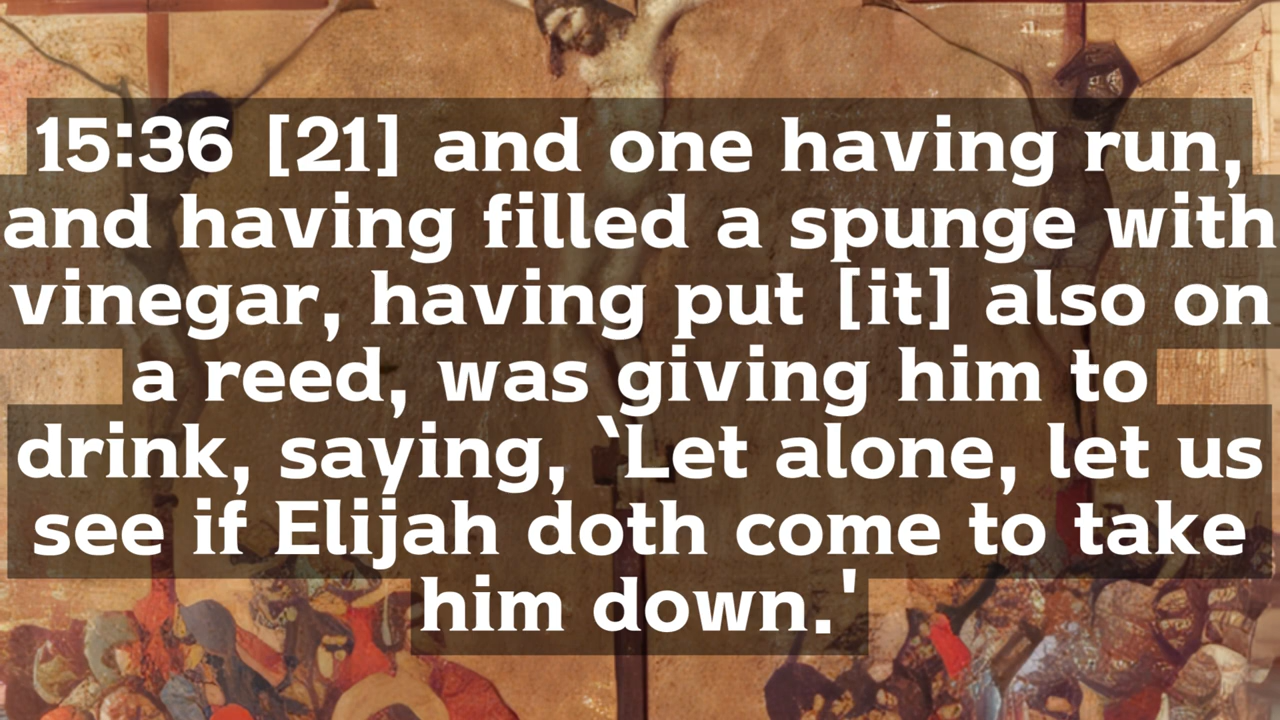 15:36 [21] and one having run,
and having filled a spunge with
vinegar, having put [it] also on
a reed, was giving him to
drink, saying, `Let alone, let us
see if Elijah doth come to take
him down.'